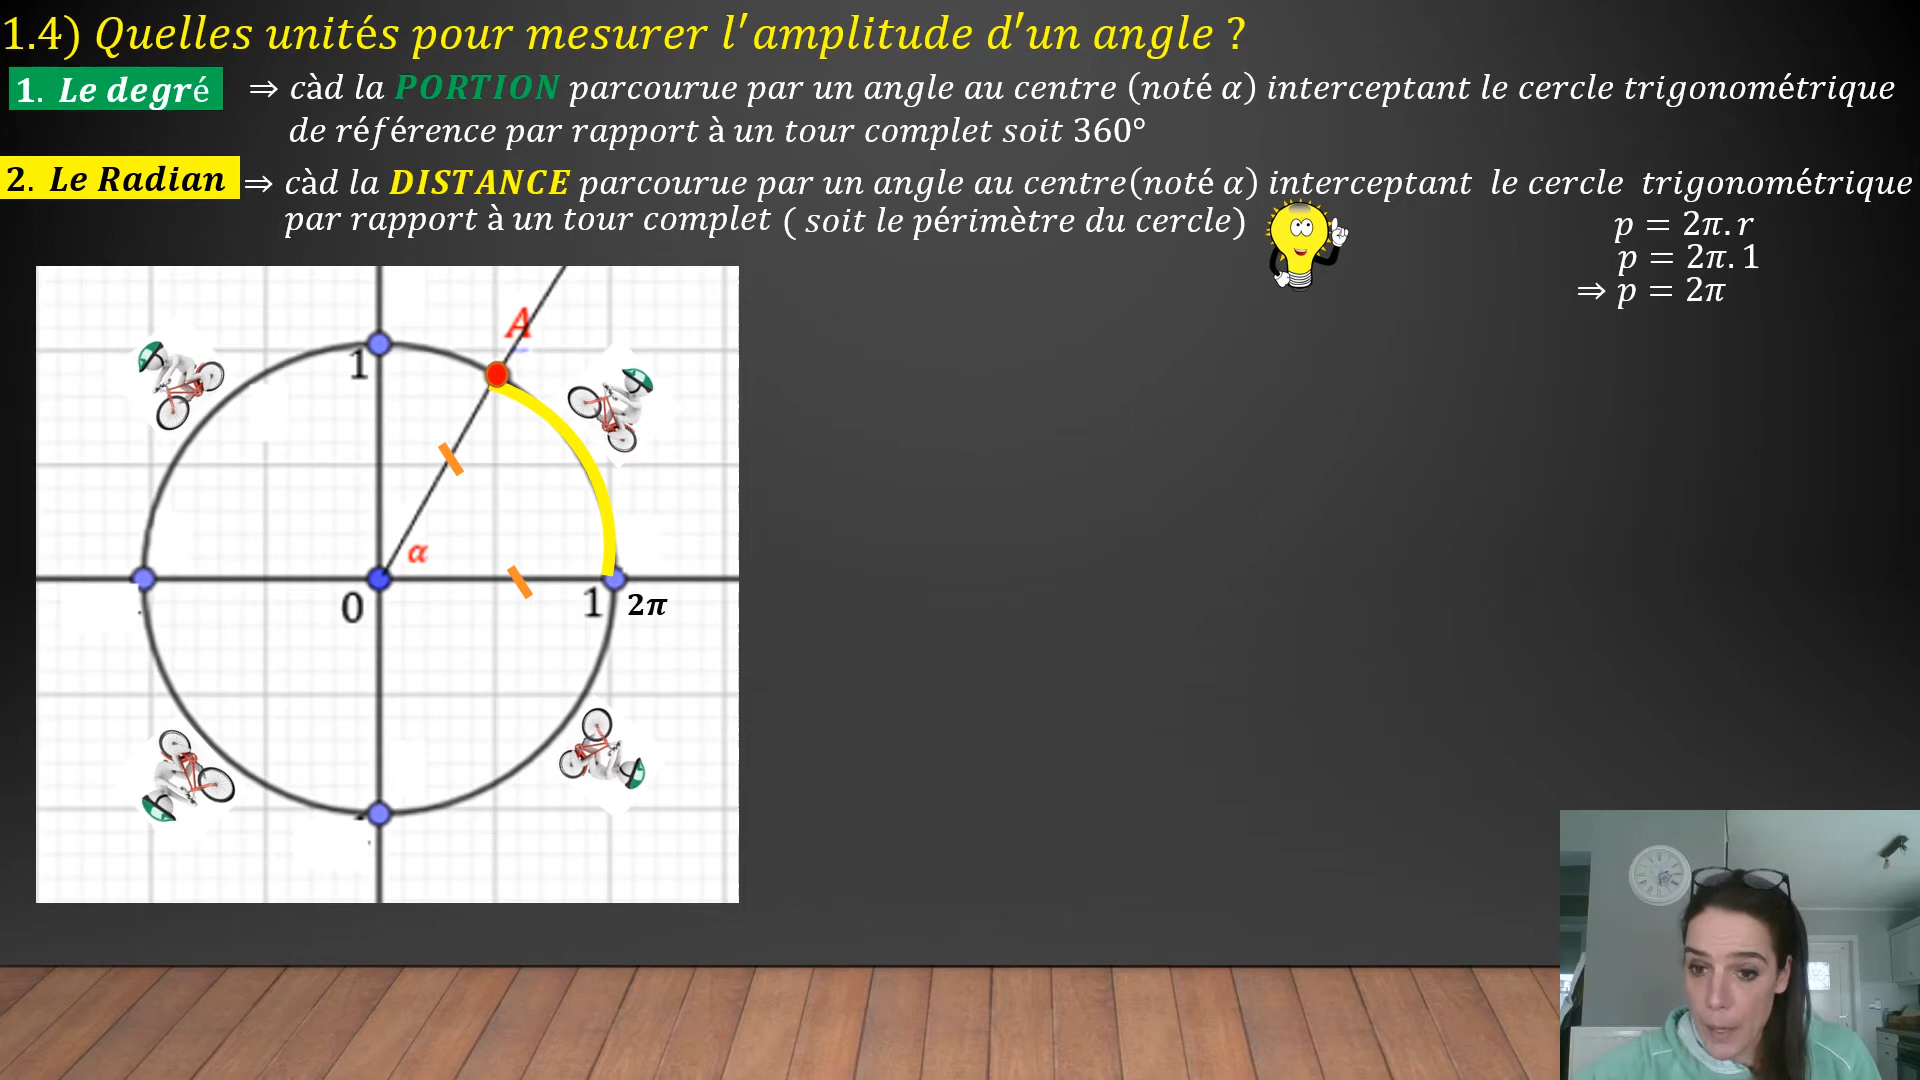 1.4) Quelles unités pour mesurer l'amplitude d'un angle ?
1. Le degré ⇒ càd la PORTION parcourue par un angle au centre (noté α) interceptant le cercle trigonométrique
de référence par rapport à un tour complet soit 360°
2. Le Radian ⇒ càd la DISTANCE parcourue par un angle au centre(noté α) interceptant le cercle trigonométrique
par rapport à un tour complet ( soit le périmètre du cercle)
p = 2π.r
p = 2π.1
⇒ p = 2π
A
1
α
0
1 2π